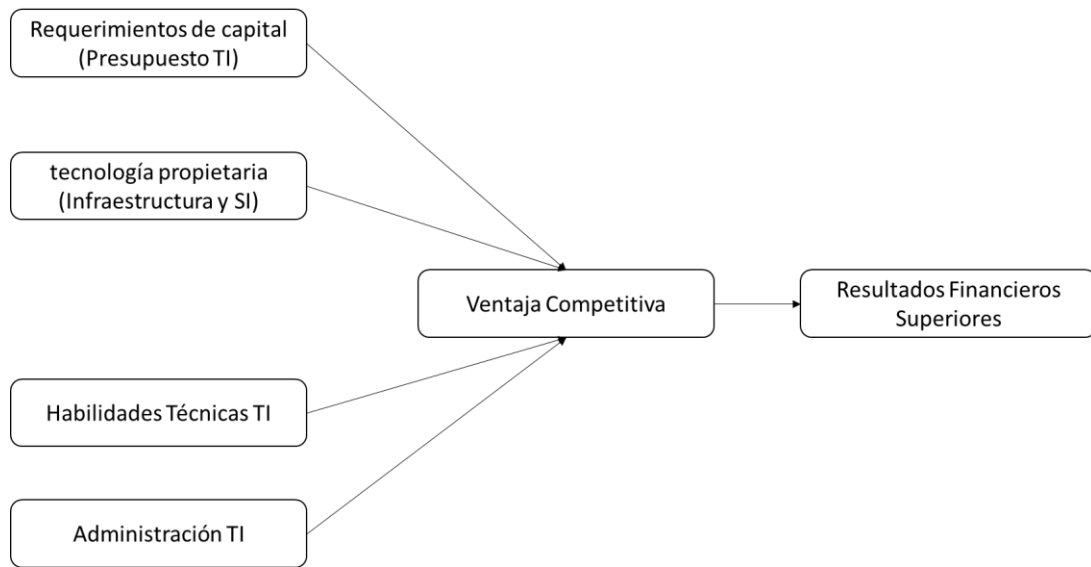 Requerimientos de capital
(Presupuesto TI)
tecnología propietaria
(Infraestructura y SI)
Ventaja Competitiva
Resultados Financieros
Superiores
Habilidades Técnicas TI
Administración TI